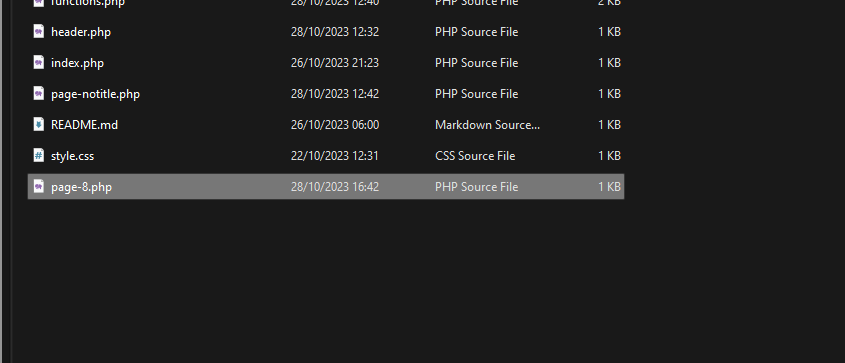 functions.php 28/10/2023 12:40 PHP Source File 2 KB
header.php 28/10/2023 12:32 PHP Source File 1 KB
index.php 26/10/2023 21:23 PHP Source File 1 KB
page-notitle.php 28/10/2023 12:42 PHP Source File 1 KB
README.md 26/10/2023 06:00 Markdown Source... 1 KB
style.css 22/10/2023 12:31 CSS Source File 1 KB
page-8.php 28/10/2023 16:42 PHP Source File 1 KB